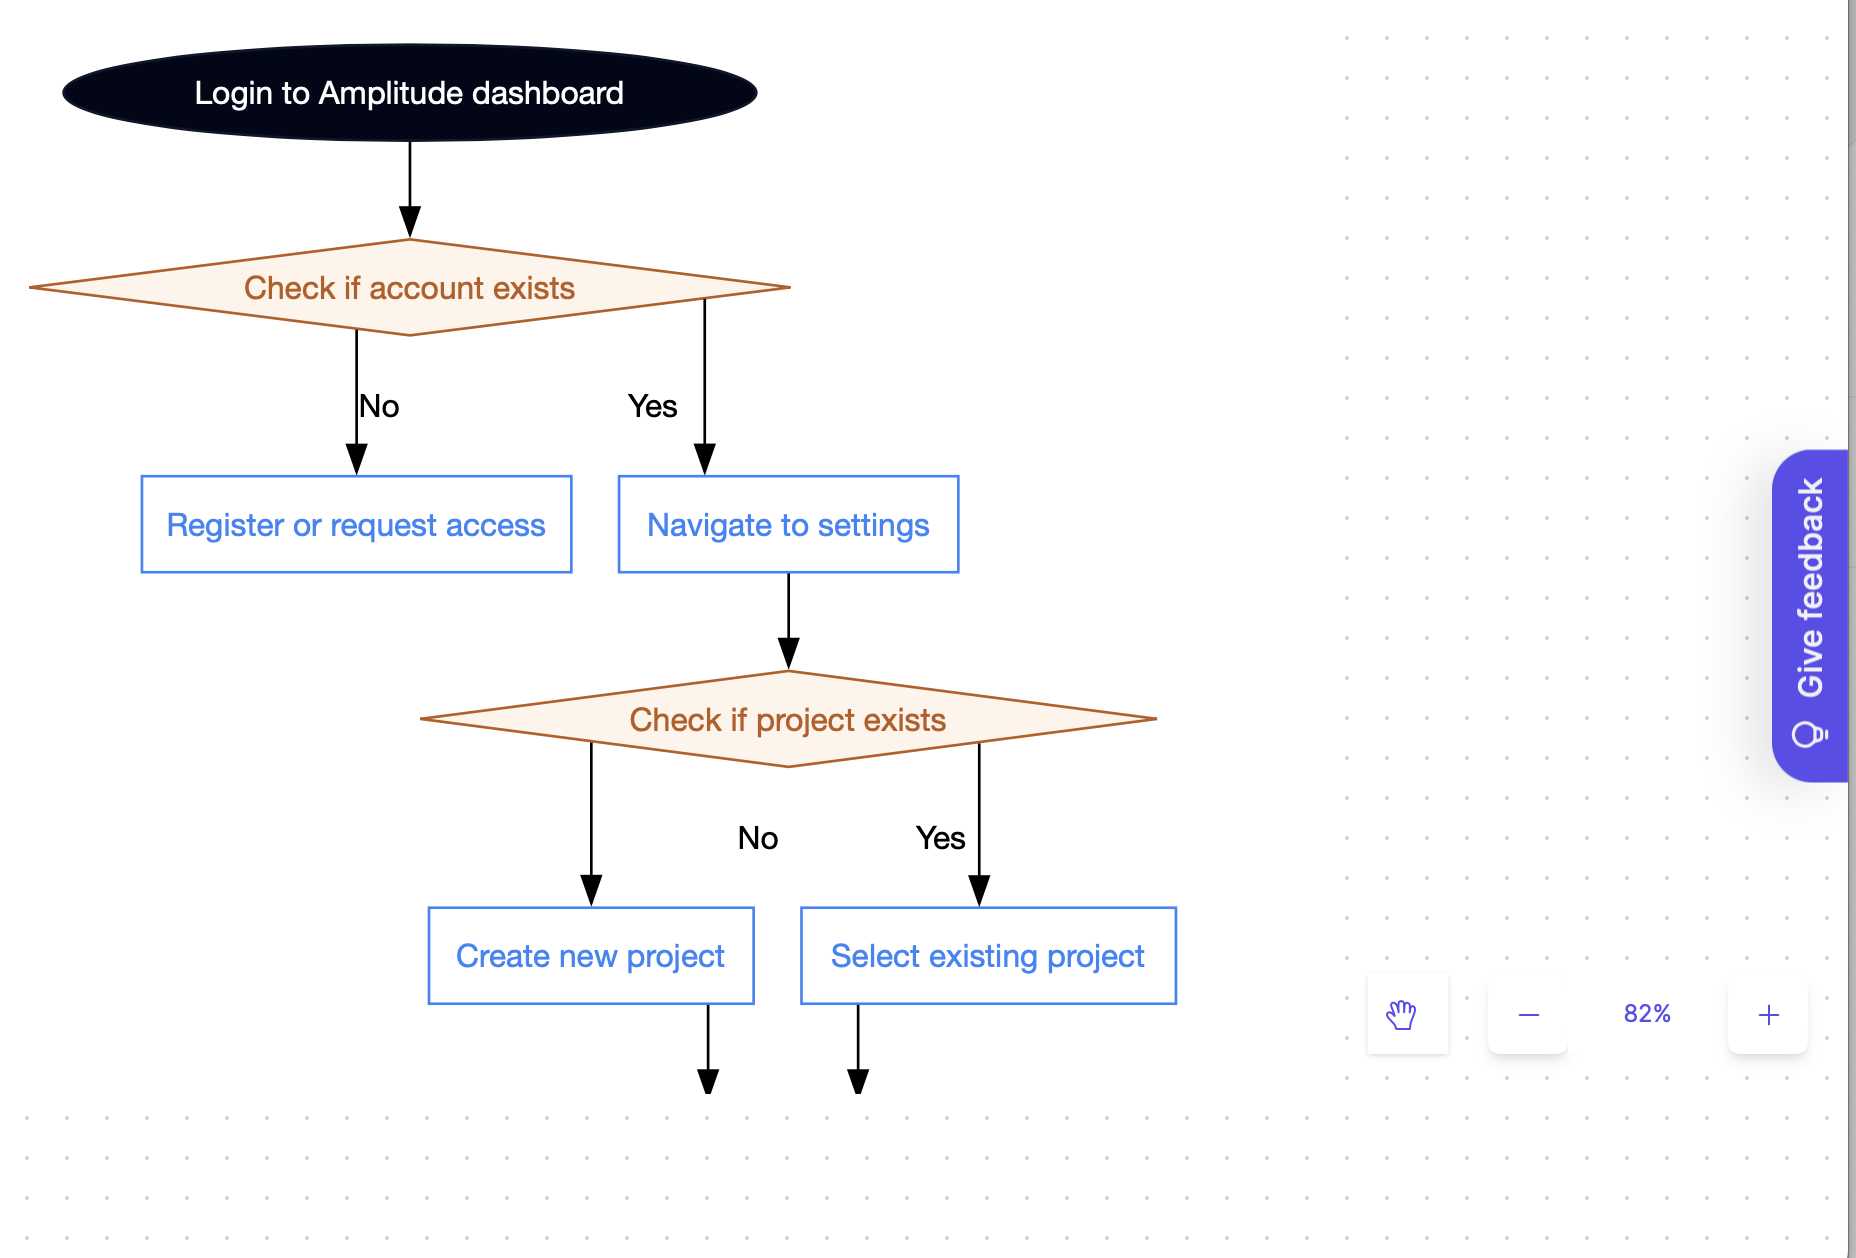 Login to Amplitude dashboard
Check if account exists
No
Yes
Register or request access
Navigate to settings
Check if project exists
No
Yes
Create new project
Select existing project
Give feedback
82%